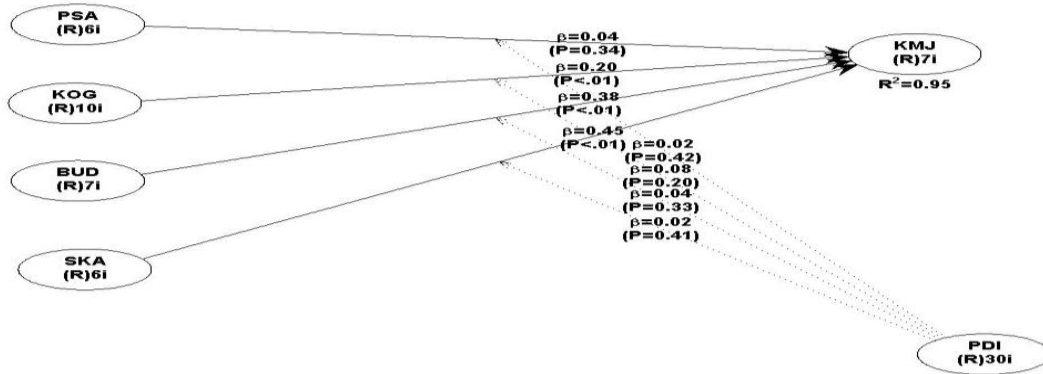 PSA
(R)6i
β=0.04
(P=0.34)
KMJ
(R)7i
R²=0.95
KOG
(R)10i
β=0.20
(P<.01)
β=0.38
(P<.01)
BUD
(R)7i
β=0.45
(P<.01)
β=0.02
(P=0.42)
β=0.08
(P=0.20)
β=0.04
(P=0.33)
β=0.02
(P=0.41)
SKA
(R)6i
PDI
(R)30i